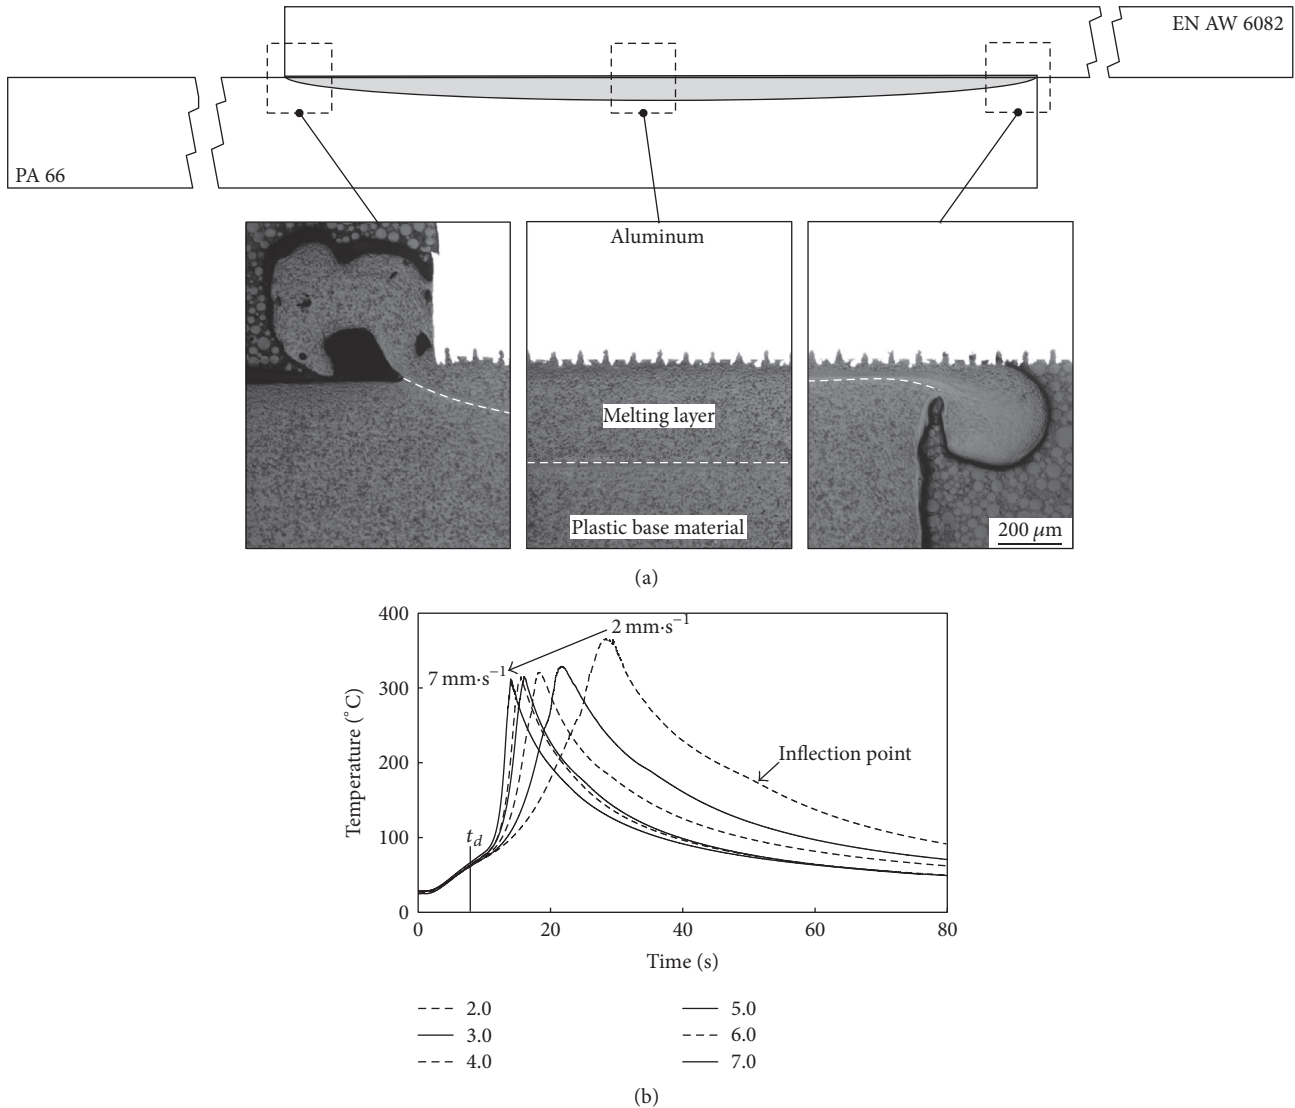 EN AW 6082
PA 66
Aluminum
Melting layer
Plastic base material
200 μm
(a)
400
300
200
100
0
Temperature (°C)
2 mm·s⁻¹
7 mm·s⁻¹
Inflection point
t_d
0 20 40 60 80
Time (s)
2.0 5.0
3.0 6.0
4.0 7.0
(b)